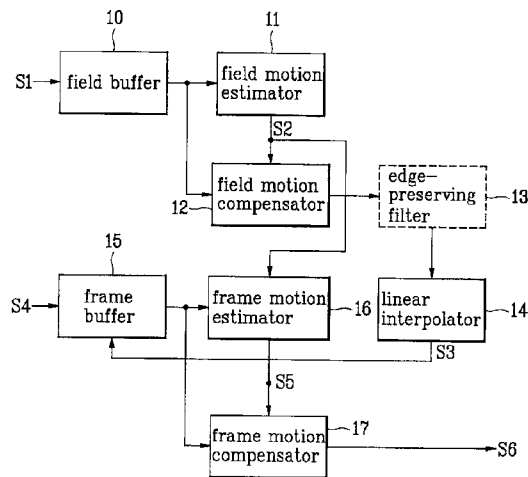 10
11
S1
field buffer
field motion
estimator
S2
field motion
compensator
12
edge-
preserving
filter
13
15
S4
frame
buffer
frame motion
estimator
16
linear
interpolator
14
S3
S5
17
frame motion
compensator
S6